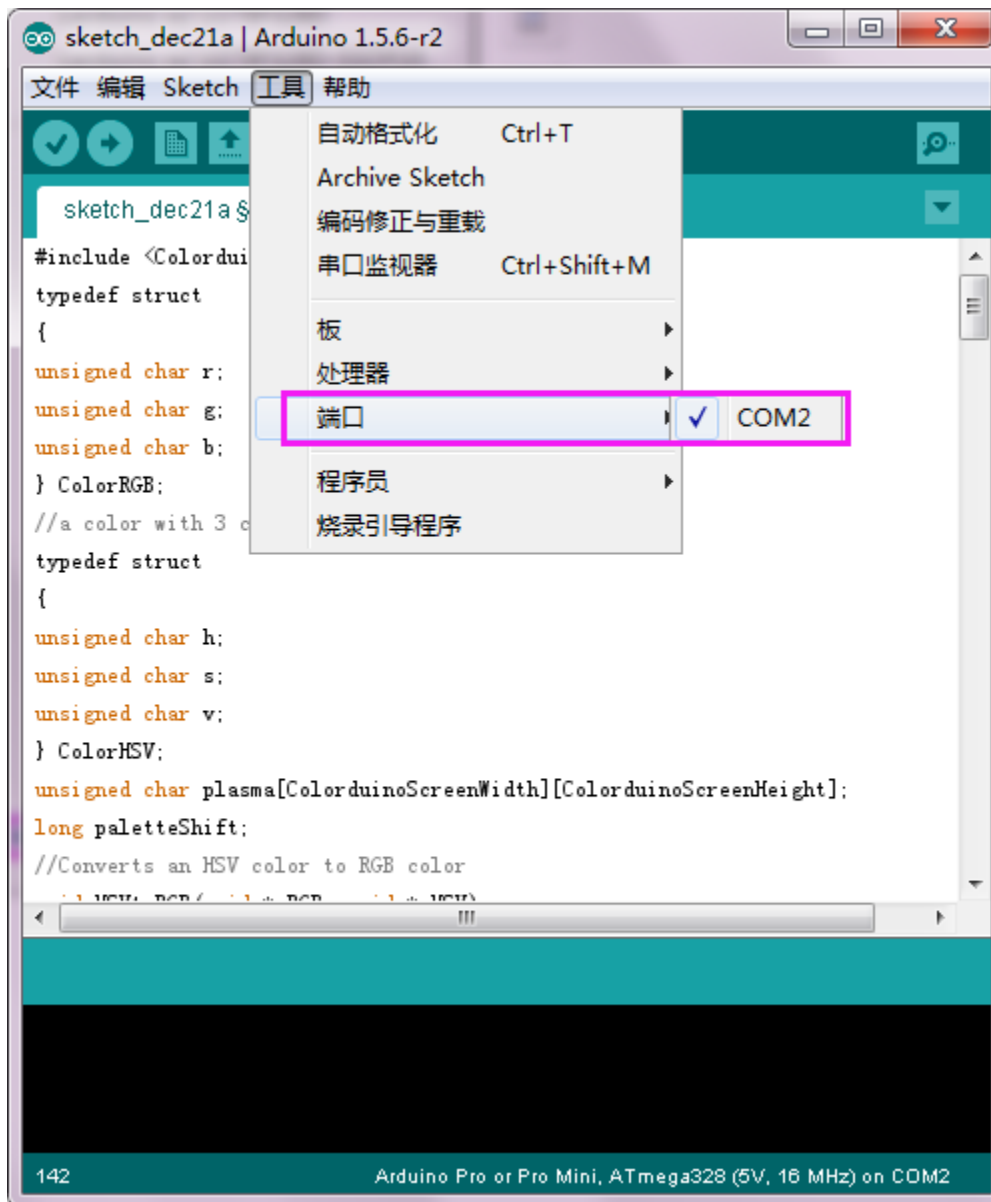 sketch_dec21a | Arduino 1.5.6-r2
文件 编辑 Sketch 工具 帮助
自动格式化 Ctrl+T
Archive Sketch
编码修正与重载
串口监视器 Ctrl+Shift+M
板
处理器
端口 COM2
程序员
烧录引导程序
sketch_dec21a §
#include <Colordui
typedef struct
{
unsigned char r;
unsigned char g;
unsigned char b;
} ColorRGB;
//a color with 3 c
typedef struct
{
unsigned char h;
unsigned char s;
unsigned char v;
} ColorHSV;
unsigned char plasma[ColorduinoScreenWidth][ColorduinoScreenHeight];
long paletteShift;
//Converts an HSV color to RGB color
142
Arduino Pro or Pro Mini, ATmega328 (5V, 16 MHz) on COM2